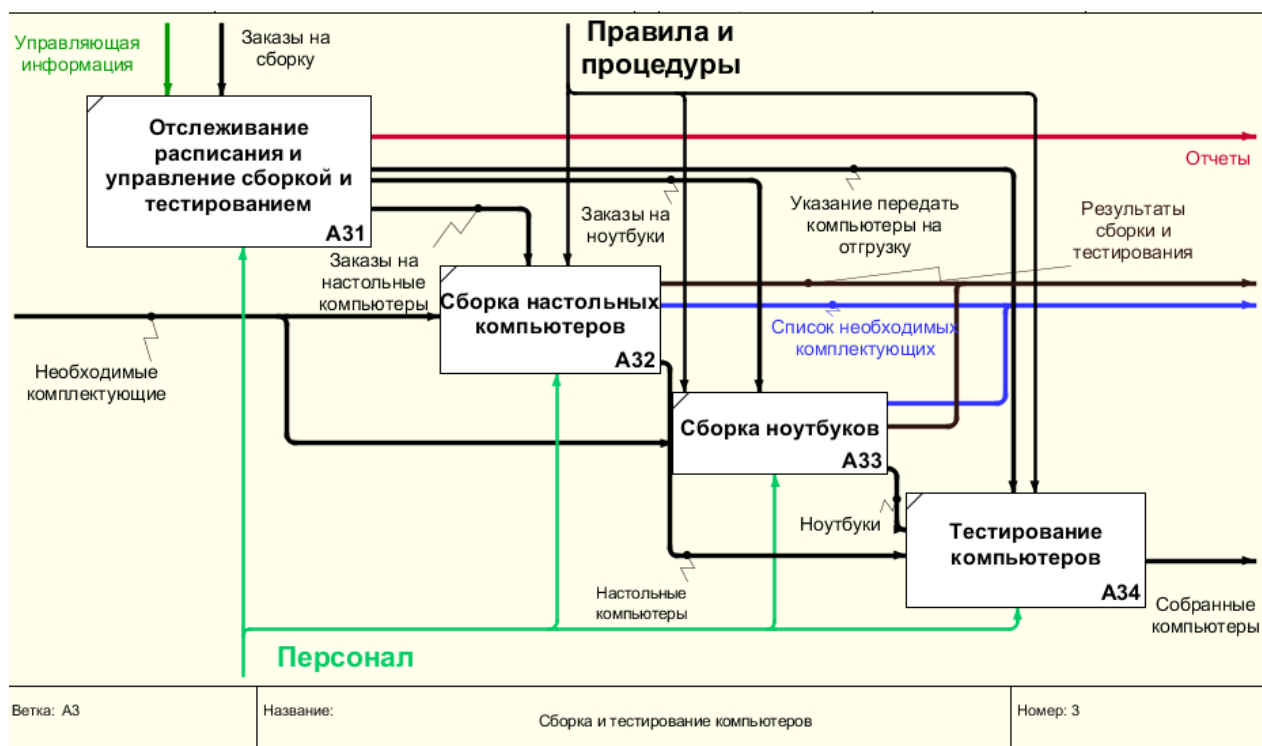 Управляющая
информация
Заказы на
сборку
Правила и
процедуры
Отслеживание
расписания и
управление сборкой и
тестированием
A31
Отчеты
Заказы на
настольные
компьютеры
Заказы на
ноутбуки
Указание передать
компьютеры на
отгрузку
Результаты
сборки и
тестирования
Сборка настольных
компьютеров
A32
Список необходимых
комплектующих
Необходимые
комплектующие
Сборка ноутбуков
A33
Ноутбуки
Тестирование
компьютеров
A34
Настольные
компьютеры
Собранные
компьютеры
Персонал
Ветка: A3
Название:
Сборка и тестирование компьютеров
Номер: 3